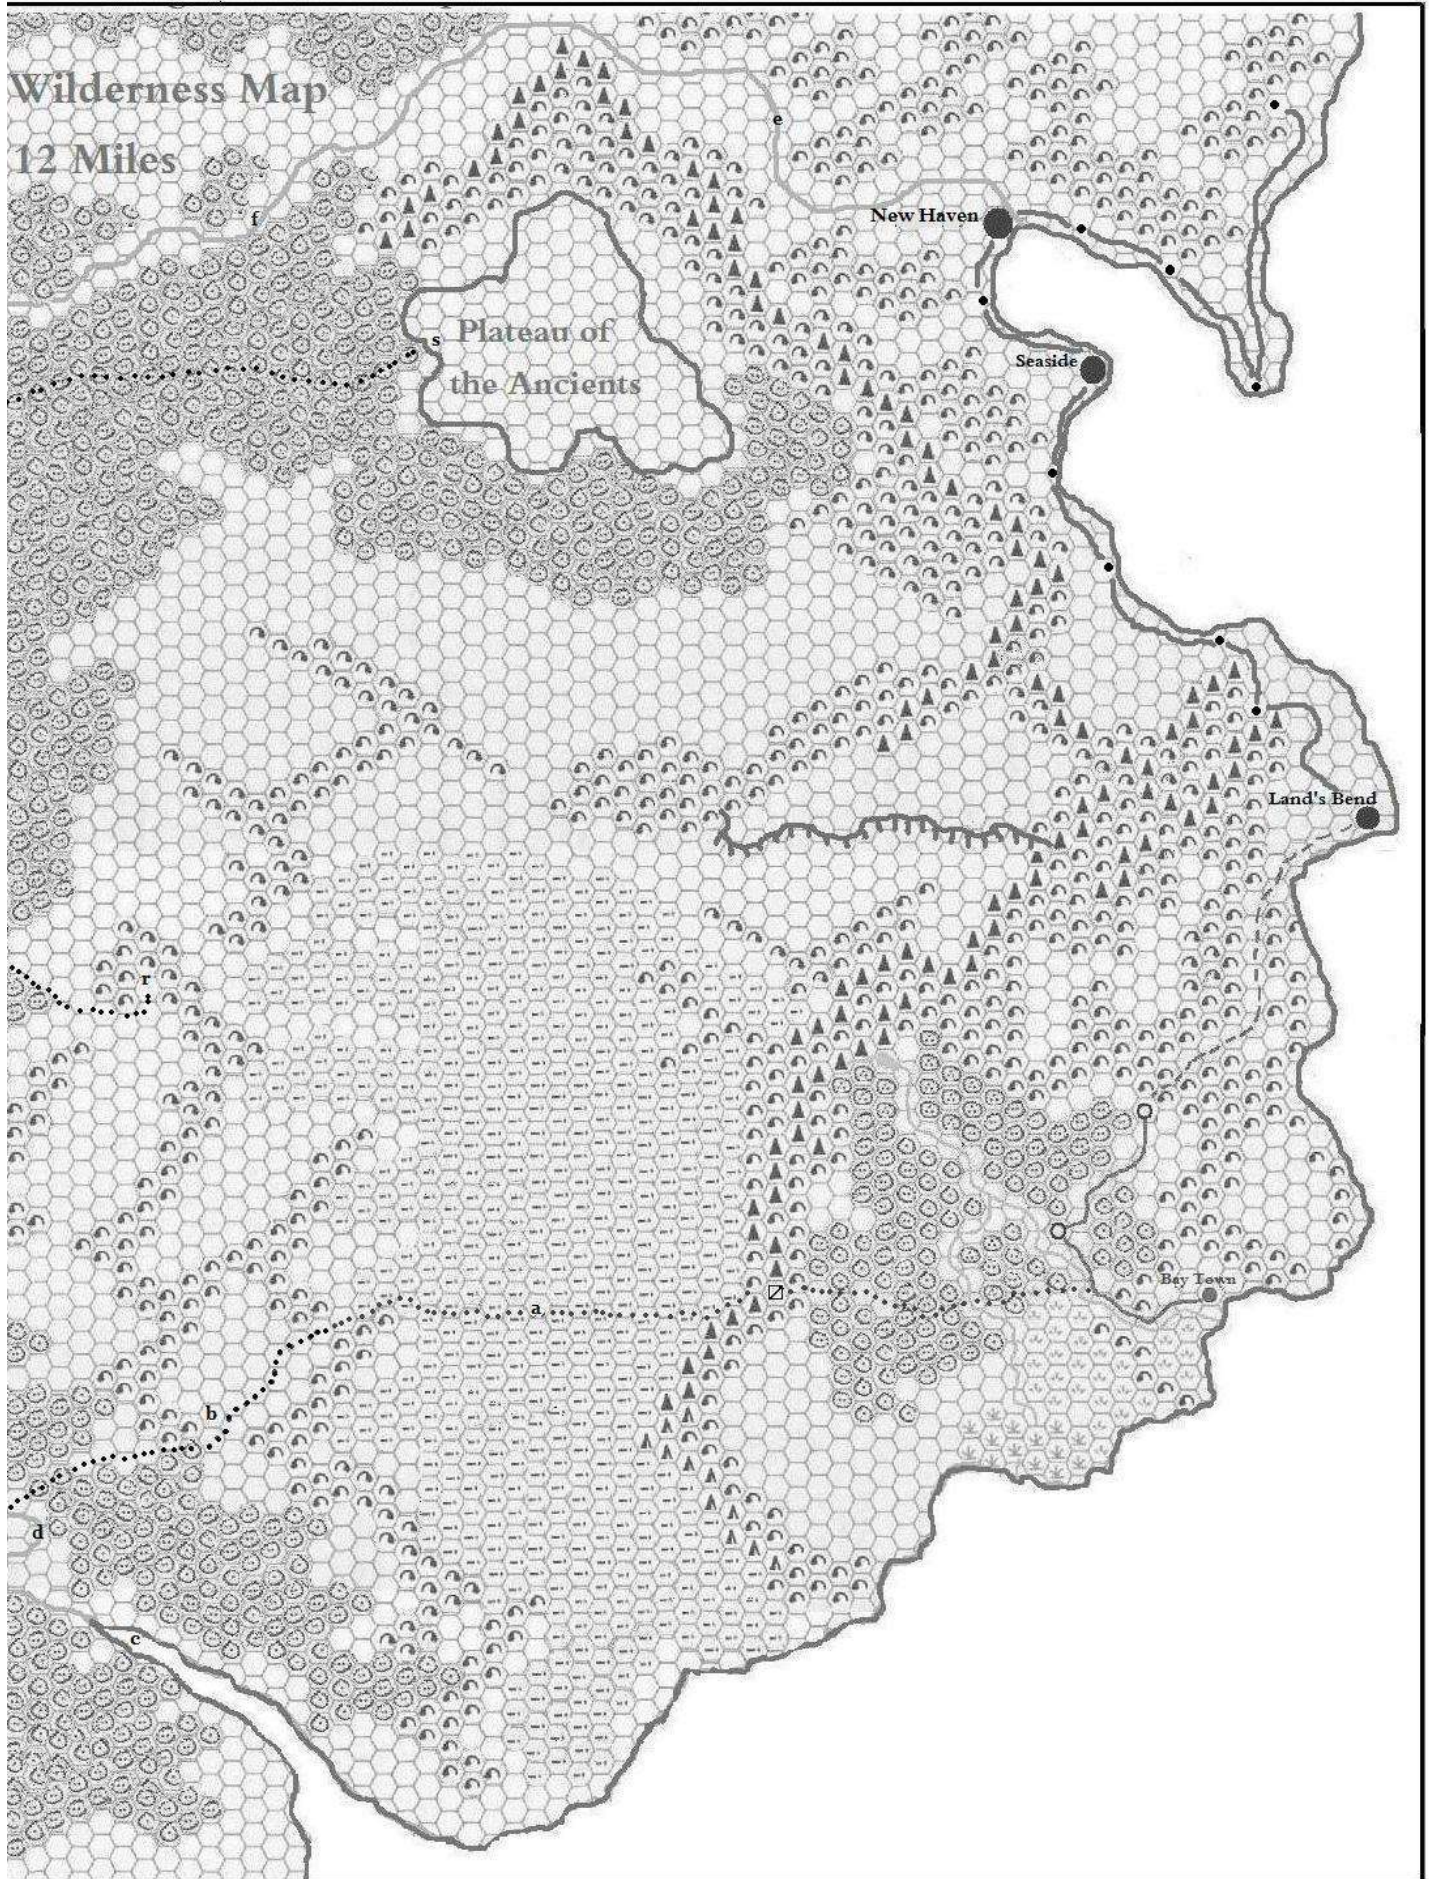 Wilderness Map
12 Miles
e
f
New Haven
s
Plateau of
the Ancients
Seaside
Land's Bend
r
Bay Town
a
b
d
c